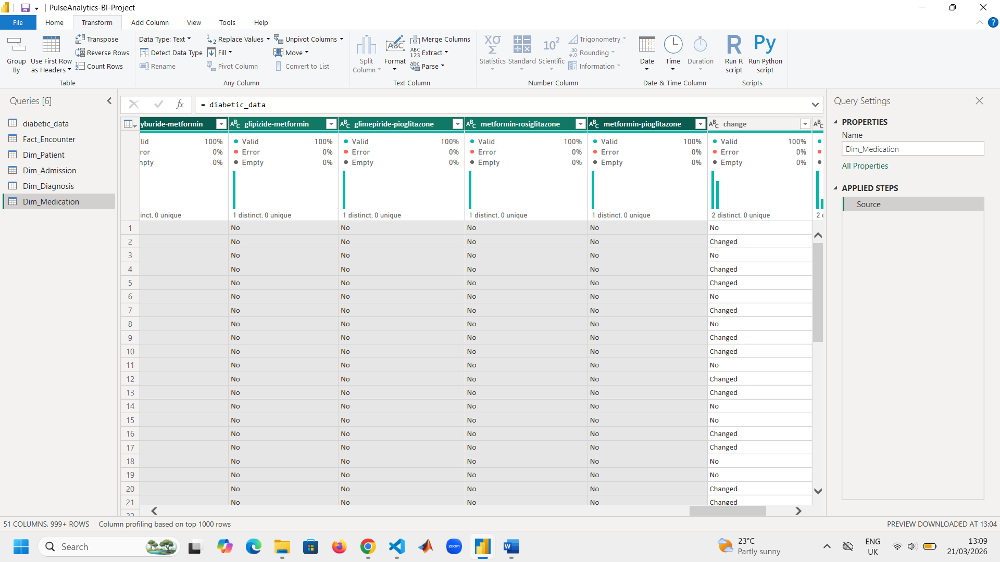 PulseAnalytics-BI-Project
File Home Transform Add Column View Tools Help
Group By
Use First Row as Headers
Transpose
Reverse Rows
Count Rows
Table
Data Type: Text
Detect Data Type
Rename
Replace Values
Fill
Pivot Column
Unpivot Columns
Move
Convert to List
Any Column
Split Column
Format
Merge Columns
Extract
Parse
Text Column
Statistics
Standard
Scientific
Trigonometry
Rounding
Information
Number Column
Date
Time
Duration
Date & Time Column
Run R script
Run Python script
Scripts
Queries [6]
diabetic_data
Fact_Encounter
Dim_Patient
Dim_Admission
Dim_Diagnosis
Dim_Medication
= diabetic_data
yburide-metformin glipizide-metformin glimepiride-pioglitazone metformin-rosiglitazone metformin-pioglitazone change
lid 100% Valid 100% Valid 100% Valid 100% Valid 100% Valid 100%
ror 0% Error 0% Error 0% Error 0% Error 0% Error 0%
npty 0% Empty 0% Empty 0% Empty 0% Empty 0% Empty 0%
inct, 0 unique 1 distinct, 0 unique 1 distinct, 0 unique 1 distinct, 0 unique 1 distinct, 0 unique 2 distinct, 0 unique 2
1 No No No No No
2 No No No No Changed
3 No No No No No
4 No No No No Changed
5 No No No No Changed
6 No No No No No
7 No No No No Changed
8 No No No No No
9 No No No No Changed
10 No No No No Changed
11 No No No No No
12 No No No No Changed
13 No No No No Changed
14 No No No No No
15 No No No No No
16 No No No No Changed
17 No No No No Changed
18 No No No No No
19 No No No No No
20 No No No No Changed
21 No No No No Changed
22
Query Settings
PROPERTIES
Name
Dim_Medication
All Properties
APPLIED STEPS
Source
51 COLUMNS, 999+ ROWS Column profiling based on top 1000 rows
PREVIEW DOWNLOADED AT 13:04
Search
zoom
23°C
Partly sunny
ENG
UK
13:09
21/03/2026